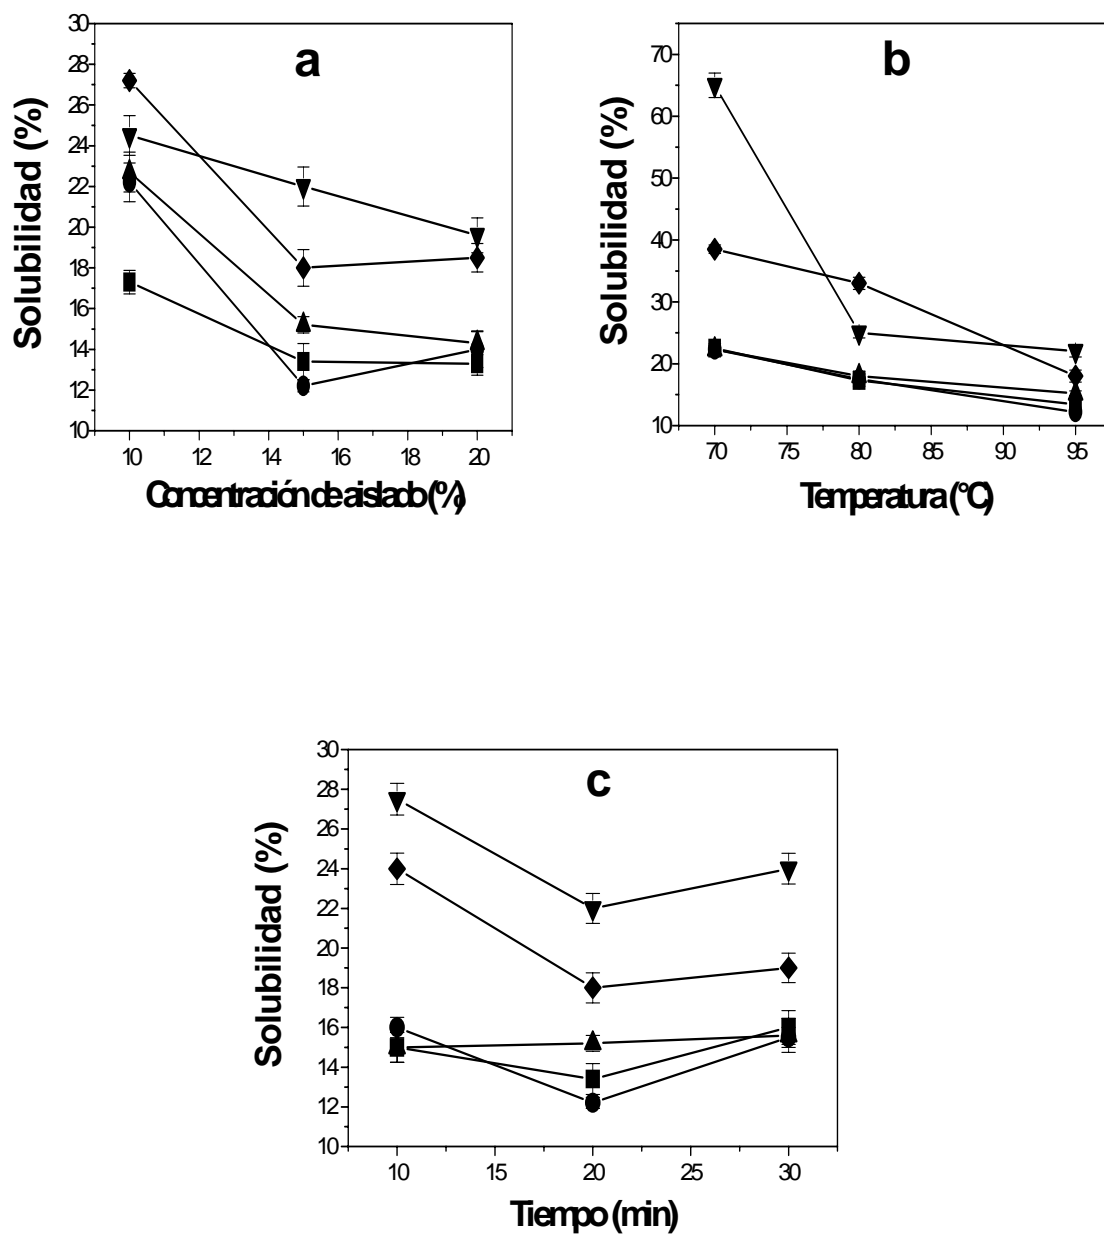 a
Solubilidad (%)
30
28
26
24
22
20
18
16
14
12
10
10 12 14 16 18 20
Concentración de aislado (%)
b
Solubilidad (%)
70
60
50
40
30
20
10
70 75 80 85 90 95
Temperatura (°C)
c
Solubilidad (%)
30
28
26
24
22
20
18
16
14
12
10
10 15 20 25 30
Tiempo (min)